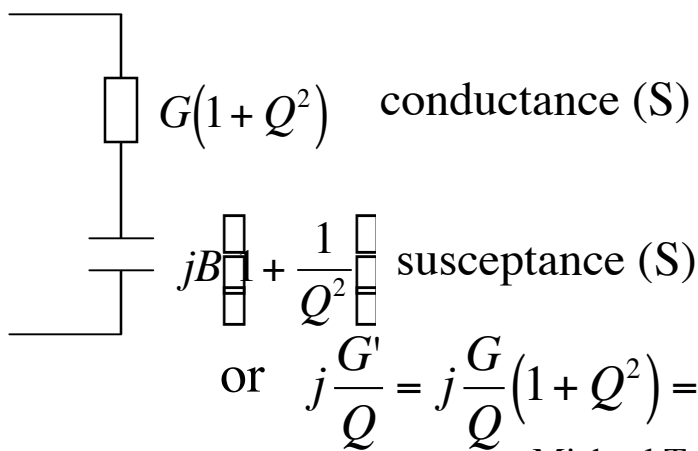 G(1 + Q²) conductance (S)
jB(1 + 1/Q²) susceptance (S)
or j G'/Q = j G/Q (1 + Q²) =